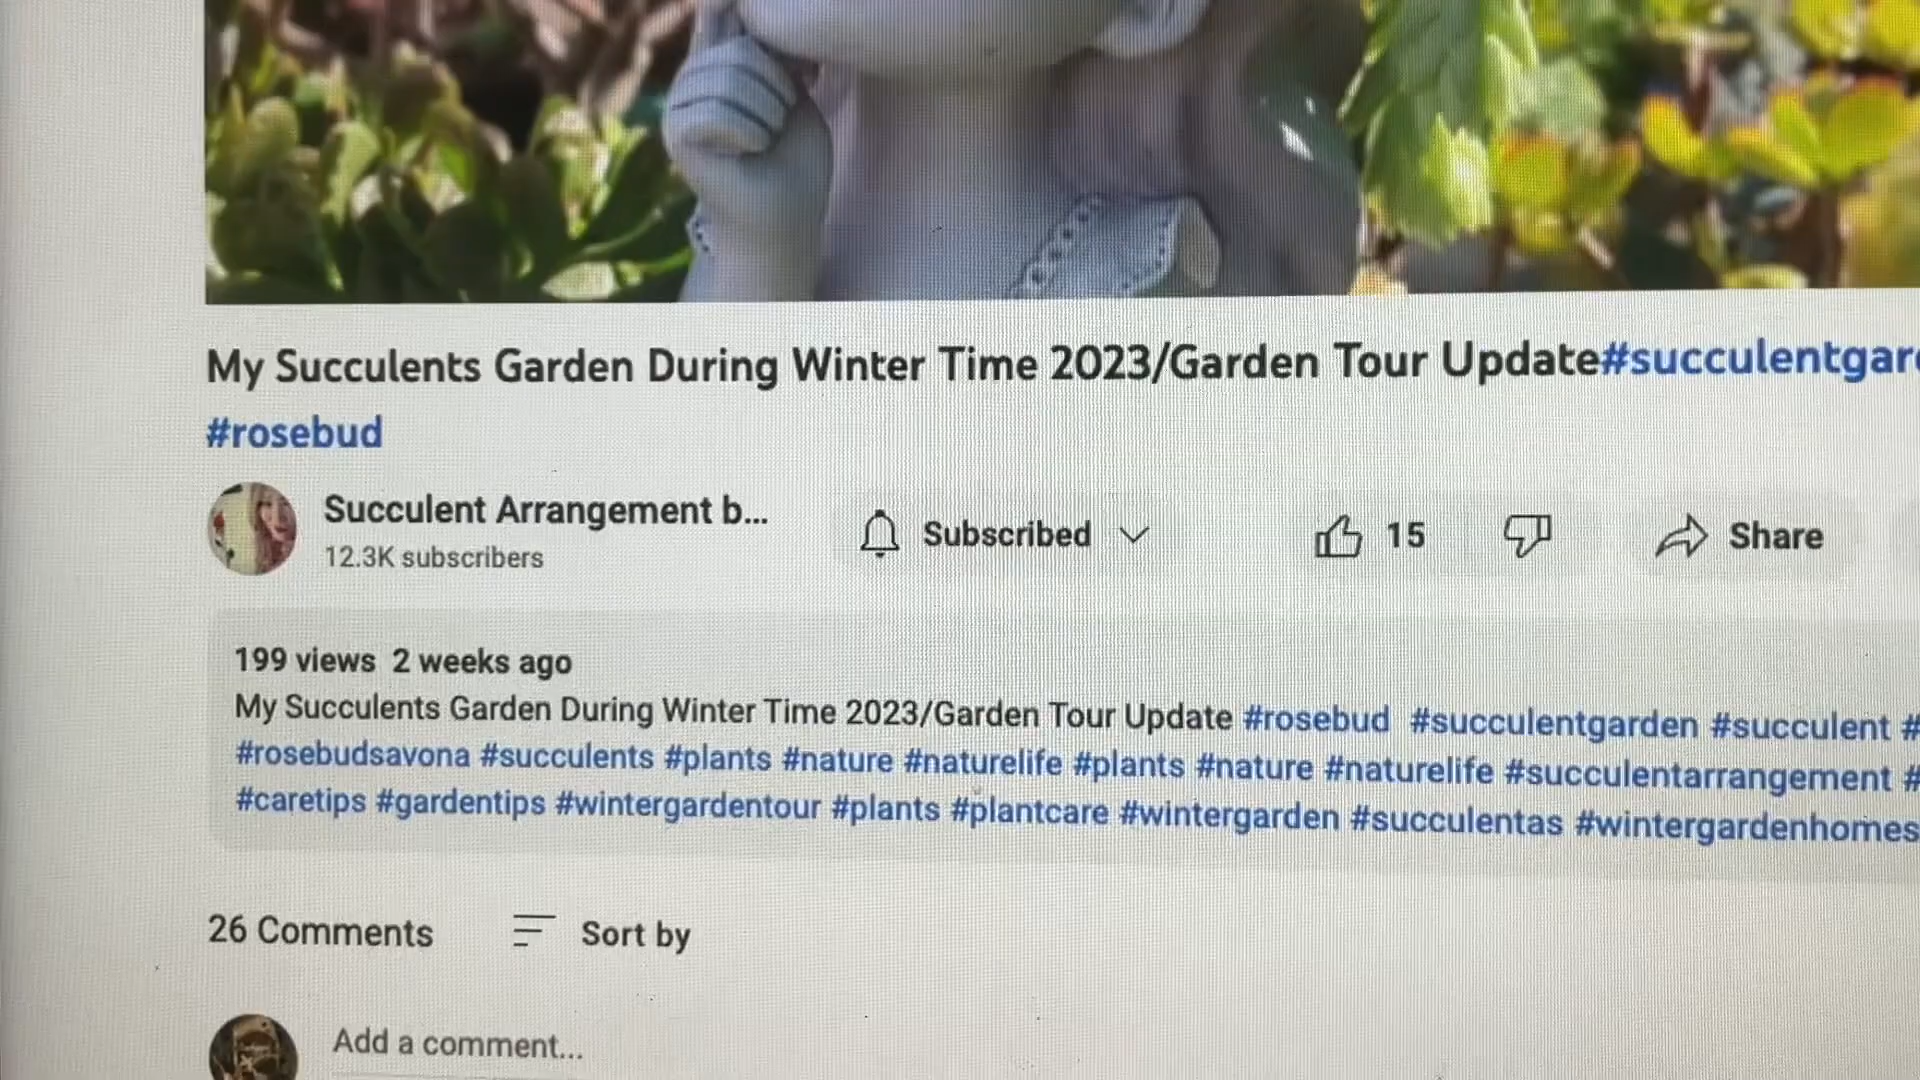 My Succulents Garden During Winter Time 2023/Garden Tour Update#succulentgar
#rosebud
Succulent Arrangement b...
12.3K subscribers
Subscribed
15
Share
199 views 2 weeks ago
My Succulents Garden During Winter Time 2023/Garden Tour Update #rosebud #succulentgarden #succulent #
#rosebudsavona #succulents #plants #nature #naturelife #plants #nature #naturelife #succulentarrangement #
#caretips #gardentips #wintergardentour #plants #plantcare #wintergarden #succulentas #wintergardenhomes
26 Comments
Sort by
Add a comment...